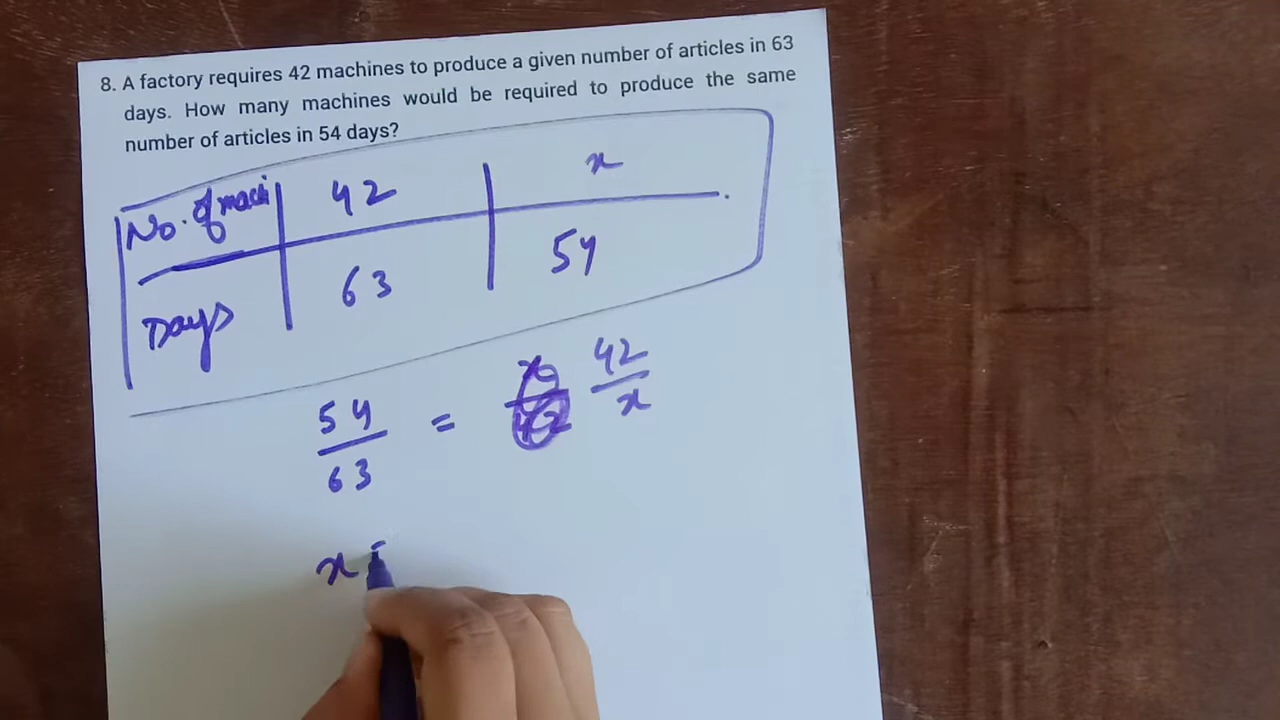 8. A factory requires 42 machines to produce a given number of articles in 63
days. How many machines would be required to produce the same
number of articles in 54 days?
No. of machi 42 x
Days 63 54
54/63 = 42/x
x =